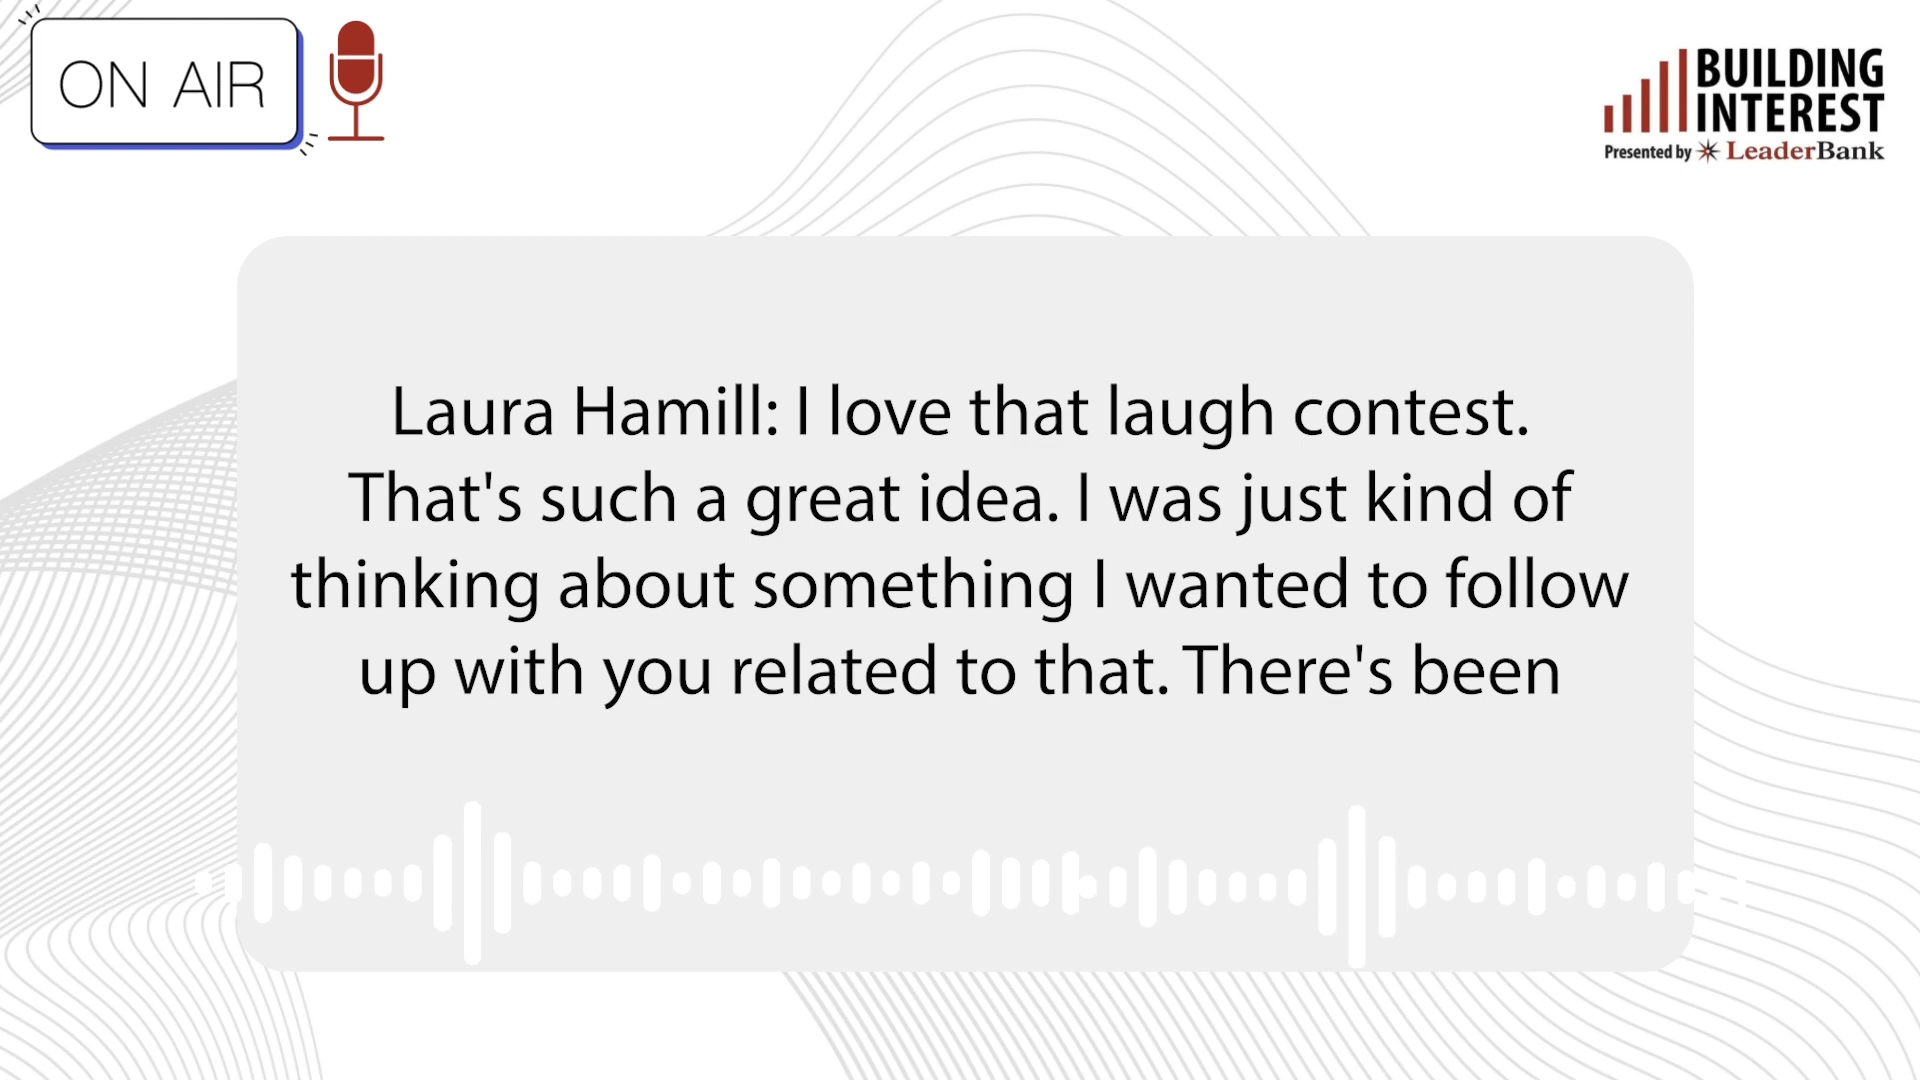 ON AIR
BUILDING
INTEREST
Presented by LeaderBank
Laura Hamill: I love that laugh contest.
That's such a great idea. I was just kind of
thinking about something I wanted to follow
up with you related to that. There's been